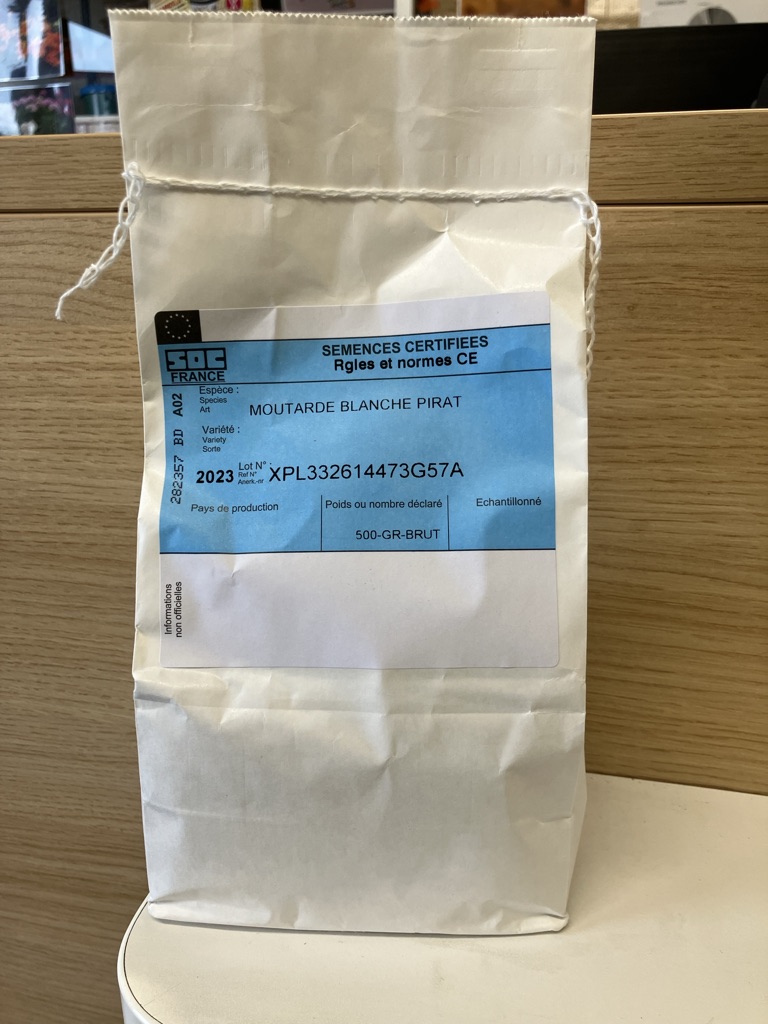 SOC
FRANCE
SEMENCES CERTIFIEES
Rgles et normes CE
Espèce :
Species
Art
MOUTARDE BLANCHE PIRAT
Variété :
Variety
Sorte
2023
Lot N°
Ref N°
Anerk.-nr
XPL332614473G57A
282357 BD A02
Pays de production
Poids ou nombre déclaré
Echantillonné
500-GR-BRUT
Informations
non officielles